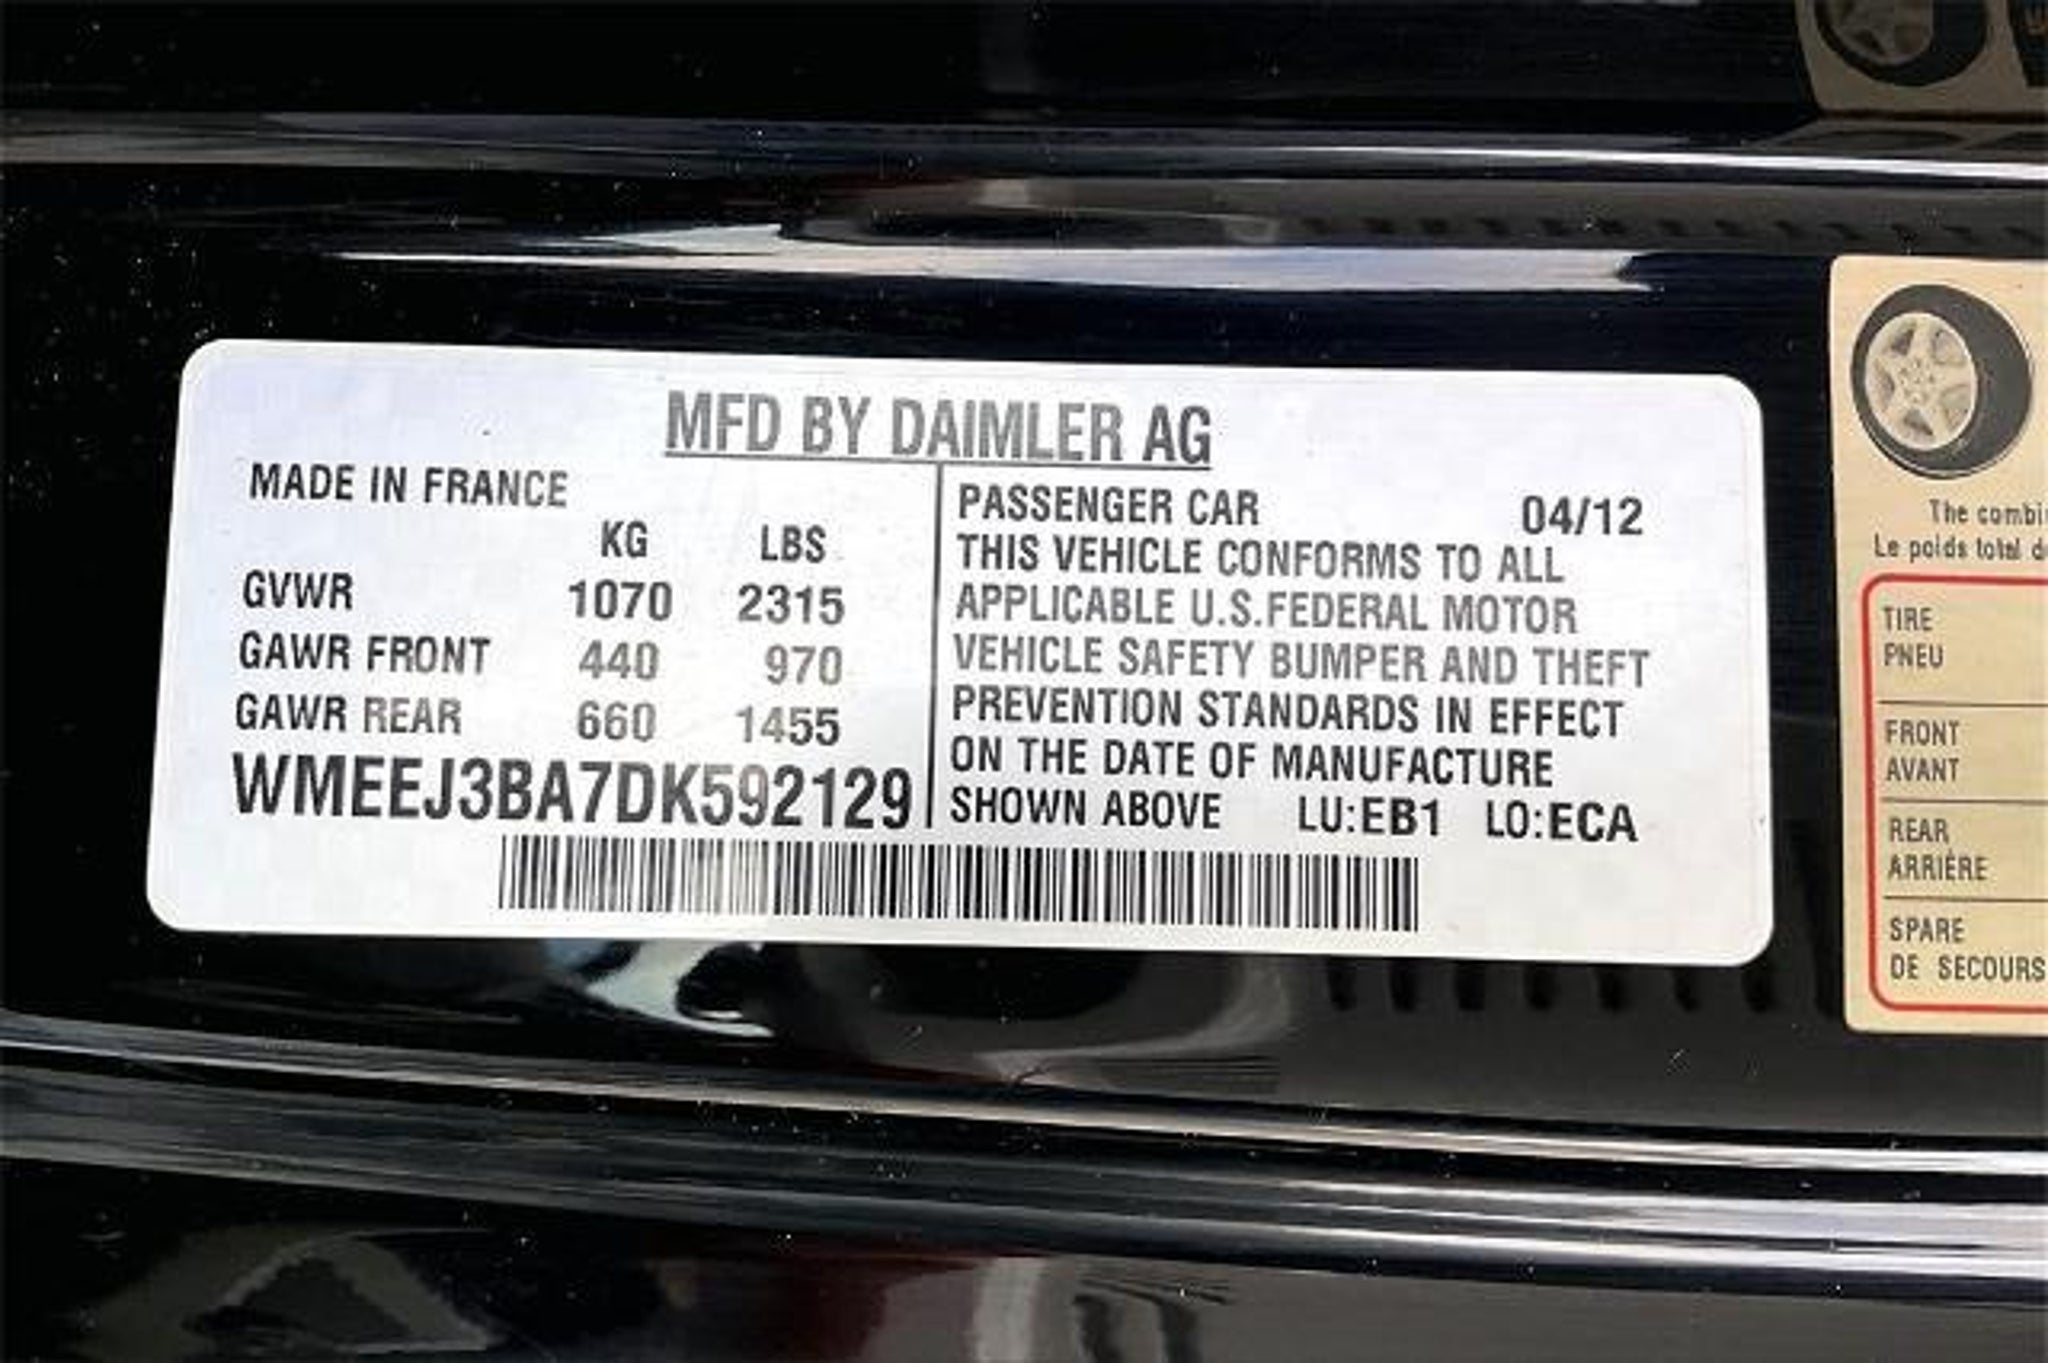 MFD BY DAIMLER AG
MADE IN FRANCE
KG LBS
GVWR 1070 2315
GAWR FRONT 440 970
GAWR REAR 660 1455
WMEEJ3BA7DK592129
PASSENGER CAR 04/12
THIS VEHICLE CONFORMS TO ALL
APPLICABLE U.S.FEDERAL MOTOR
VEHICLE SAFETY BUMPER AND THEFT
PREVENTION STANDARDS IN EFFECT
ON THE DATE OF MANUFACTURE
SHOWN ABOVE LU:EB1 LO:ECA
The
Le poids total
TIRE
PNEU
FRONT
AVANT
REAR
ARRIÈRE
SPARE
DE SECOURS